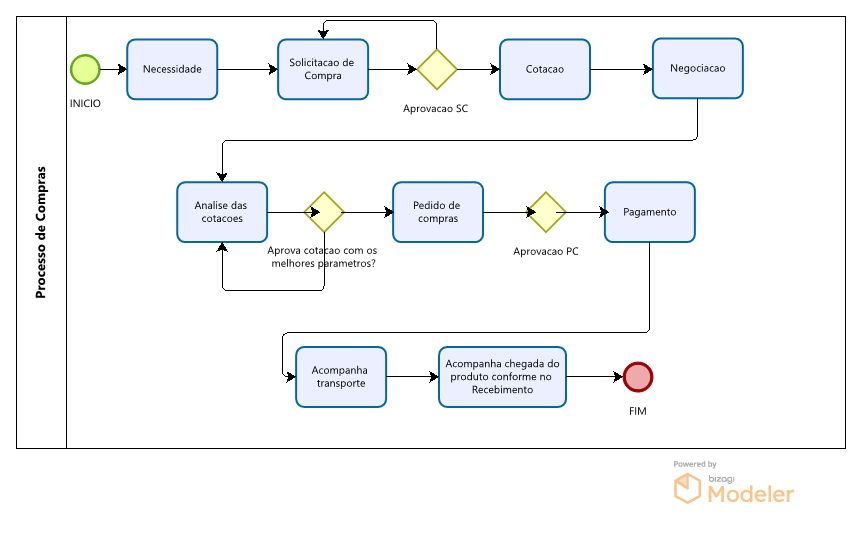 Processo de Compras
INICIO
Necessidade
Solicitacao de
Compra
Aprovacao SC
Cotacao
Negociacao
Analise das
cotacoes
Aprova cotacao com os
melhores parametros?
Pedido de
compras
Aprovacao PC
Pagamento
Acompanha
transporte
Acompanha chegada do
produto conforme no
Recebimento
FIM
Powered by
bizagi
Modeler